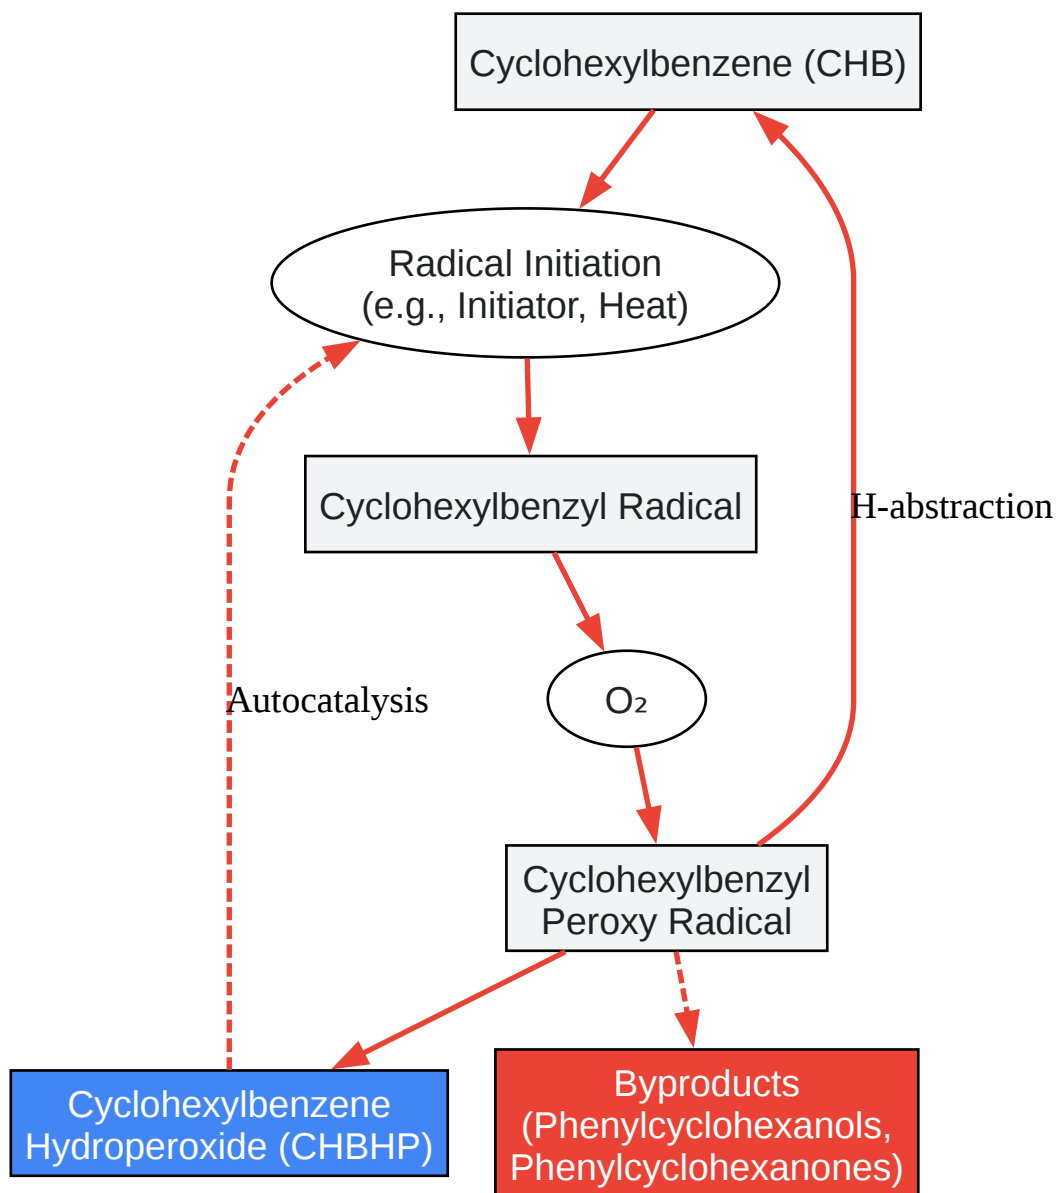 Cyclohexylbenzene (CHB)
Radical Initiation
(e.g., Initiator, Heat)
Cyclohexylbenzyl Radical
H-abstraction
Autocatalysis
O₂
Cyclohexylbenzyl
Peroxy Radical
Cyclohexylbenzene
Hydroperoxide (CHBHP)
Byproducts
(Phenylcyclohexanols,
Phenylcyclohexanones)